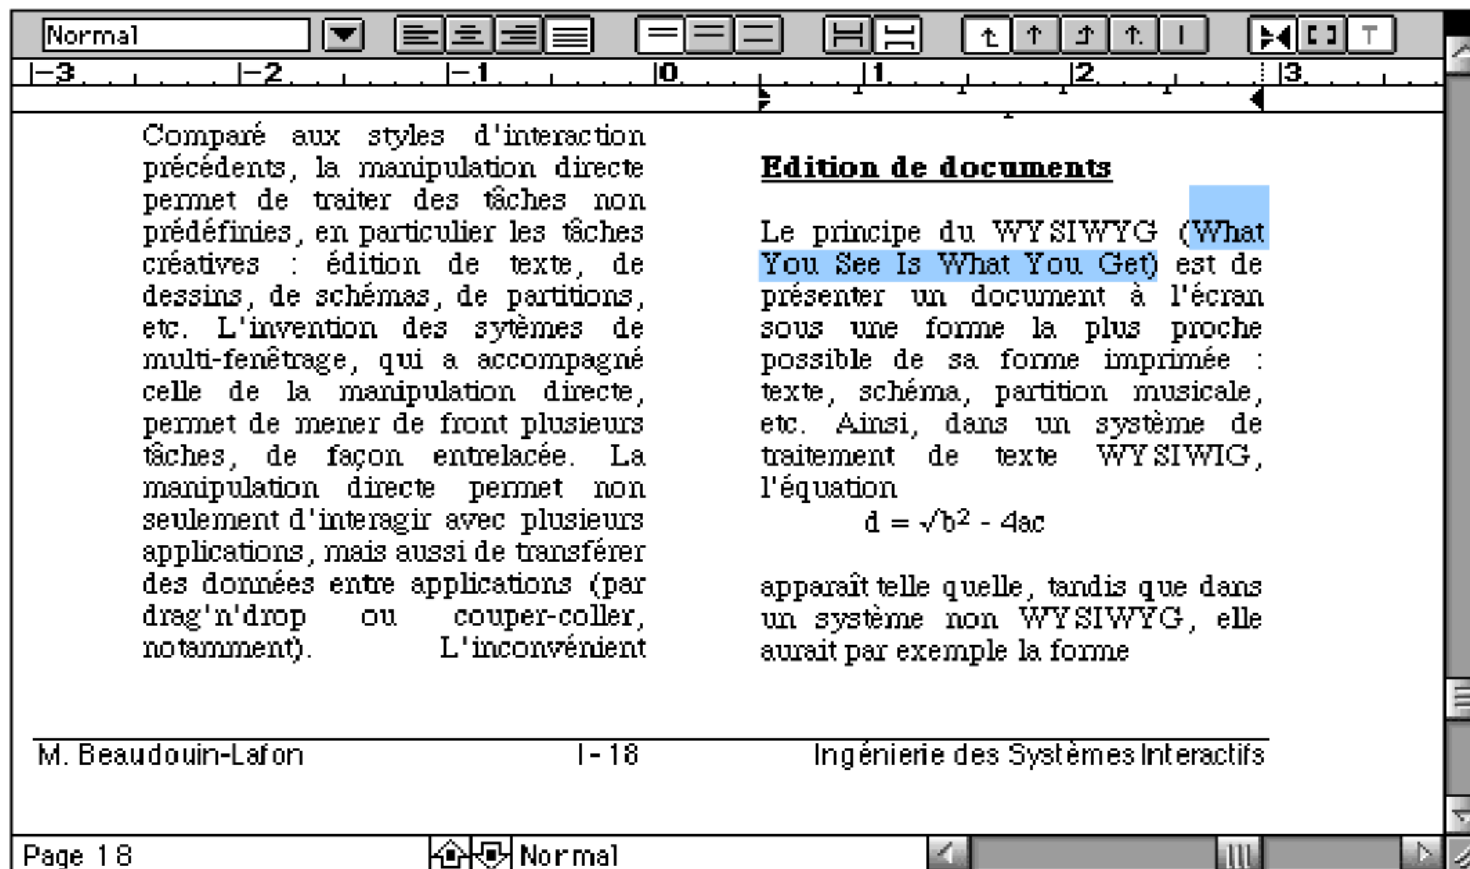 Normal
-3 -2 -1 0 1 2 3
Comparé aux styles d'interaction
précédents, la manipulation directe
permet de traiter des tâches non
prédéfinies, en particulier les tâches
créatives : édition de texte, de
dessins, de schémas, de partitions,
etc. L'invention des sytèmes de
multi-fenêtrage, qui a accompagné
celle de la manipulation directe,
permet de mener de front plusieurs
tâches, de façon entrelacée. La
manipulation directe permet non
seulement d'interagir avec plusieurs
applications, mais aussi de transférer
des données entre applications (par
drag'n'drop ou couper-coller,
notamment). L'inconvénient
Edition de documents
Le principe du WYSIWYG (What
You See Is What You Get) est de
présenter un document à l'écran
sous une forme la plus proche
possible de sa forme imprimée :
texte, schéma, partition musicale,
etc. Ainsi, dans un système de
traitement de texte WYSIWIG,
l'équation
d = √b² - 4ac
apparaît telle quelle, tandis que dans
un système non WYSIWYG, elle
aurait par exemple la forme
M. Beaudouin-Lafon I - 18 Ingénierie des Systèmes Interactifs
Page 18 Normal